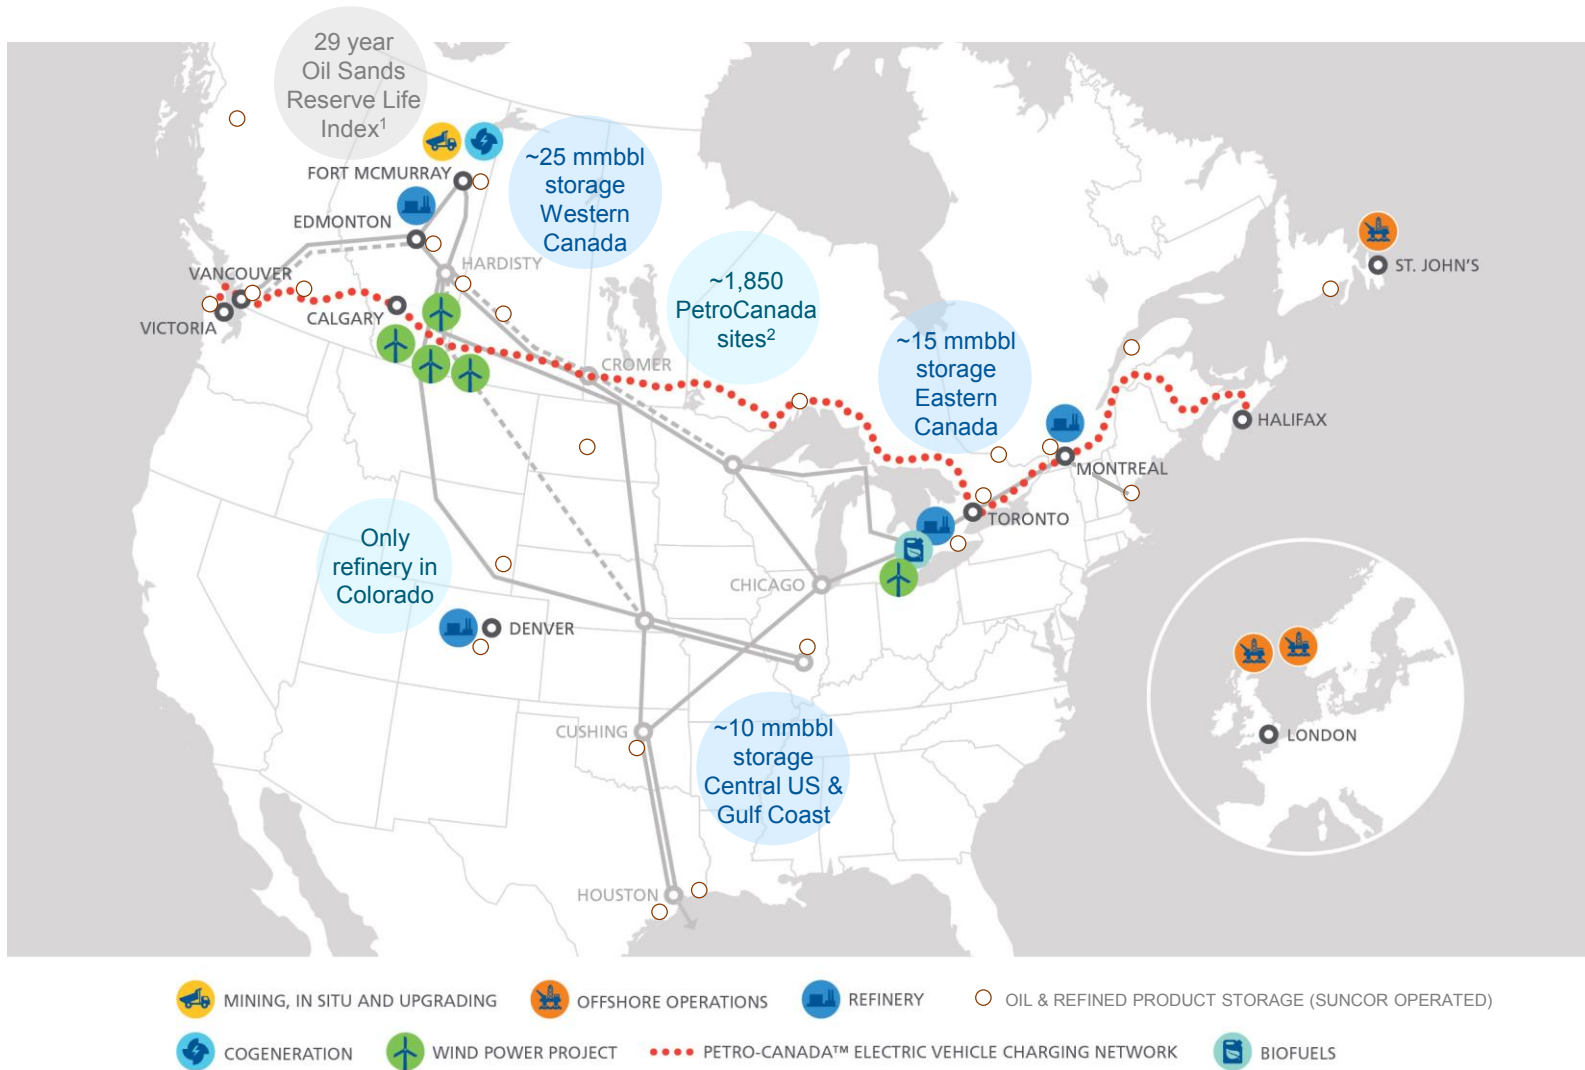 29 year
Oil Sands
Reserve Life
Index1
FORT MCMURRAY
~25 mmbbl
storage
Western
Canada
EDMONTON
HARDISTY
VANCOUVER
VICTORIA
CALGARY
~1,850
PetroCanada
sites2
CROMER
~15 mmbbl
storage
Eastern
Canada
ST. JOHN'S
HALIFAX
MONTREAL
TORONTO
Only
refinery in
Colorado
CHICAGO
DENVER
CUSHING
~10 mmbbl
storage
Central US &
Gulf Coast
LONDON
HOUSTON
MINING, IN SITU AND UPGRADING
OFFSHORE OPERATIONS
REFINERY
OIL & REFINED PRODUCT STORAGE (SUNCOR OPERATED)
COGENERATION
WIND POWER PROJECT
PETRO-CANADA™ ELECTRIC VEHICLE CHARGING NETWORK
BIOFUELS